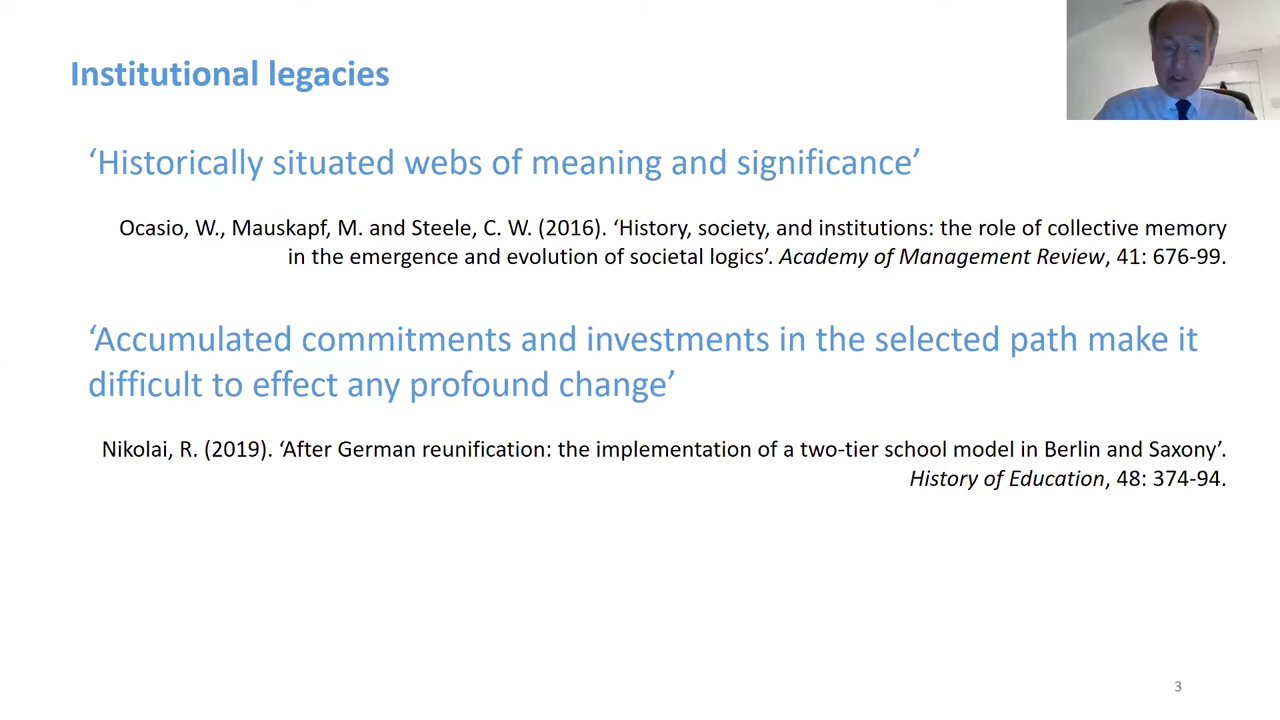 Institutional legacies
‘Historically situated webs of meaning and significance’
Ocasio, W., Mauskapf, M. and Steele, C. W. (2016). ‘History, society, and institutions: the role of collective memory
in the emergence and evolution of societal logics’. Academy of Management Review, 41: 676-99.
‘Accumulated commitments and investments in the selected path make it
difficult to effect any profound change’
Nikolai, R. (2019). ‘After German reunification: the implementation of a two-tier school model in Berlin and Saxony’.
History of Education, 48: 374-94.
3